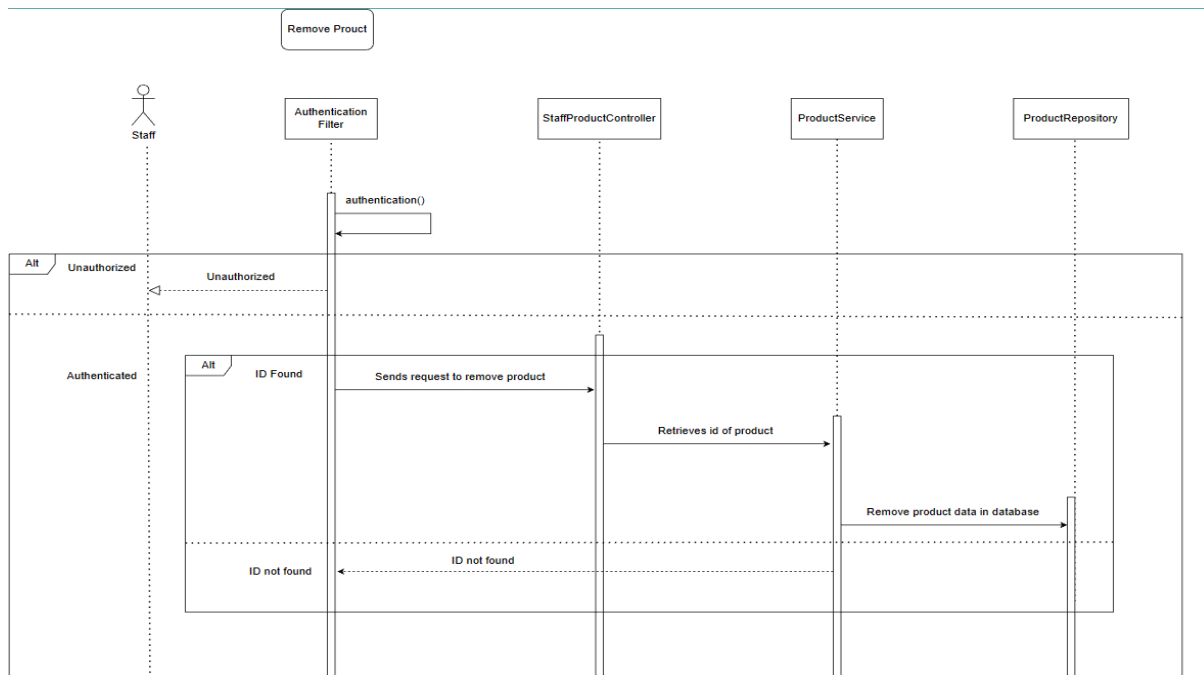 Remove Prouct
Staff
Authentication
Filter
StaffProductController
ProductService
ProductRepository
authentication()
Alt
Unauthorized
Unauthorized
Authenticated
Alt
ID Found
Sends request to remove product
Retrieves id of product
Remove product data in database
ID not found
ID not found